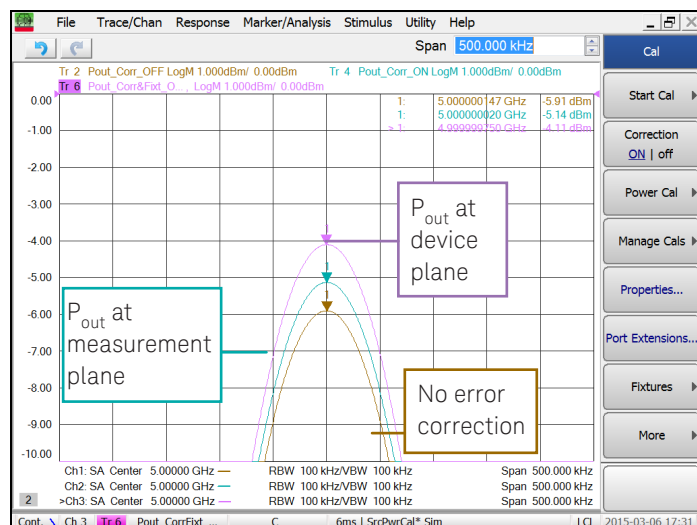 File Trace/Chan Response Marker/Analysis Stimulus Utility Help
Span 500.000 kHz
Tr 2 Pout_Corr_OFF LogM 1.000dBm/ 0.00dBm Tr 4 Pout_Corr_ON LogM 1.000dBm/ 0.00dBm
Tr 6 Pout_Corr&Fixt_O..., LogM 1.000dBm/ 0.00dBm
0.00
-1.00
-2.00
-3.00
-4.00
-5.00
-6.00
-7.00
-8.00
-9.00
-10.00
1: 5.000000147 GHz -5.91 dBm
1: 5.000000020 GHz -5.14 dBm
> 1: 4.999999750 GHz -4.11 dBm
Pout at
device
plane
Pout at
measurement
plane
No error
correction
Ch1: SA Center 5.00000 GHz RBW 100 kHz/VBW 100 kHz Span 500.000 kHz
Ch2: SA Center 5.00000 GHz RBW 100 kHz/VBW 100 kHz Span 500.000 kHz
>Ch3: SA Center 5.00000 GHz RBW 100 kHz/VBW 100 kHz Span 500.000 kHz
2
Cont. Ch 3 Tr 6 Pout_CorrFixt_... C 6ms | SrcPwrCal* Sim LCL 2015-03-06 17:31
Cal
Start Cal
Correction
ON | off
Power Cal
Manage Cals
Properties...
Port Extensions...
Fixtures
More